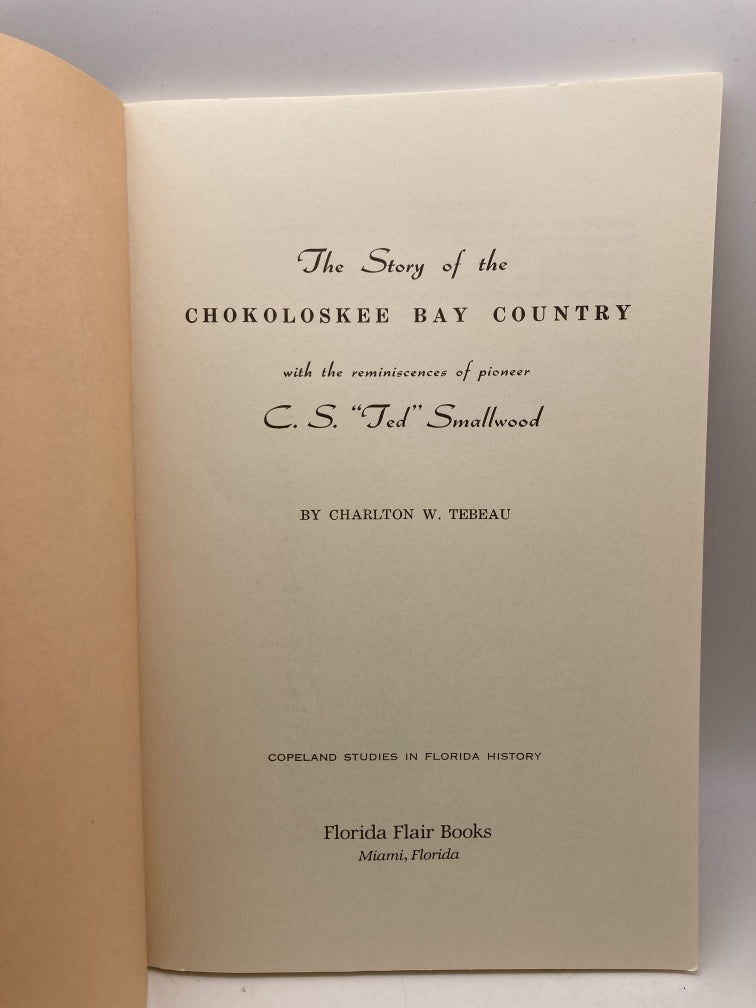 The Story of the
CHOKOLOSKEE BAY COUNTRY
with the reminiscences of pioneer
C. S. “Ted” Smallwood
BY CHARLTON W. TEBEAU
COPELAND STUDIES IN FLORIDA HISTORY
Florida Flair Books
Miami, Florida